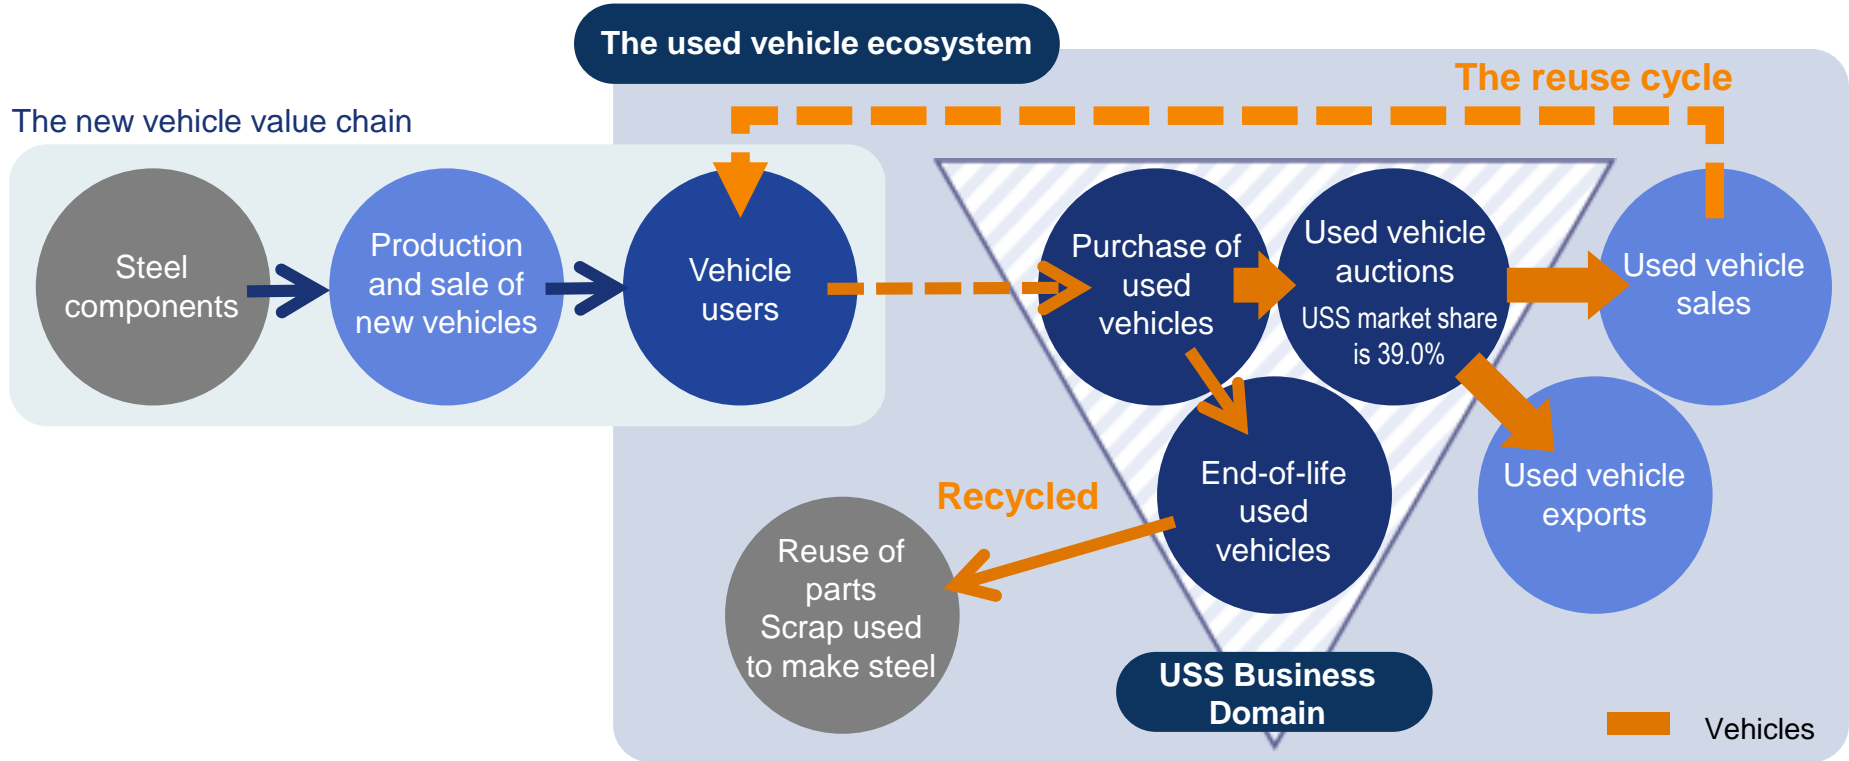 The used vehicle ecosystem
The reuse cycle
The new vehicle value chain
Steel
components
Production
and sale of
new vehicles
Vehicle
users
Purchase of
used
vehicles
Used vehicle
auctions
USS market share
is 39.0%
Used vehicle
sales
End-of-life
used
vehicles
Used vehicle
exports
Recycled
Reuse of
parts
Scrap used
to make steel
USS Business
Domain
Vehicles